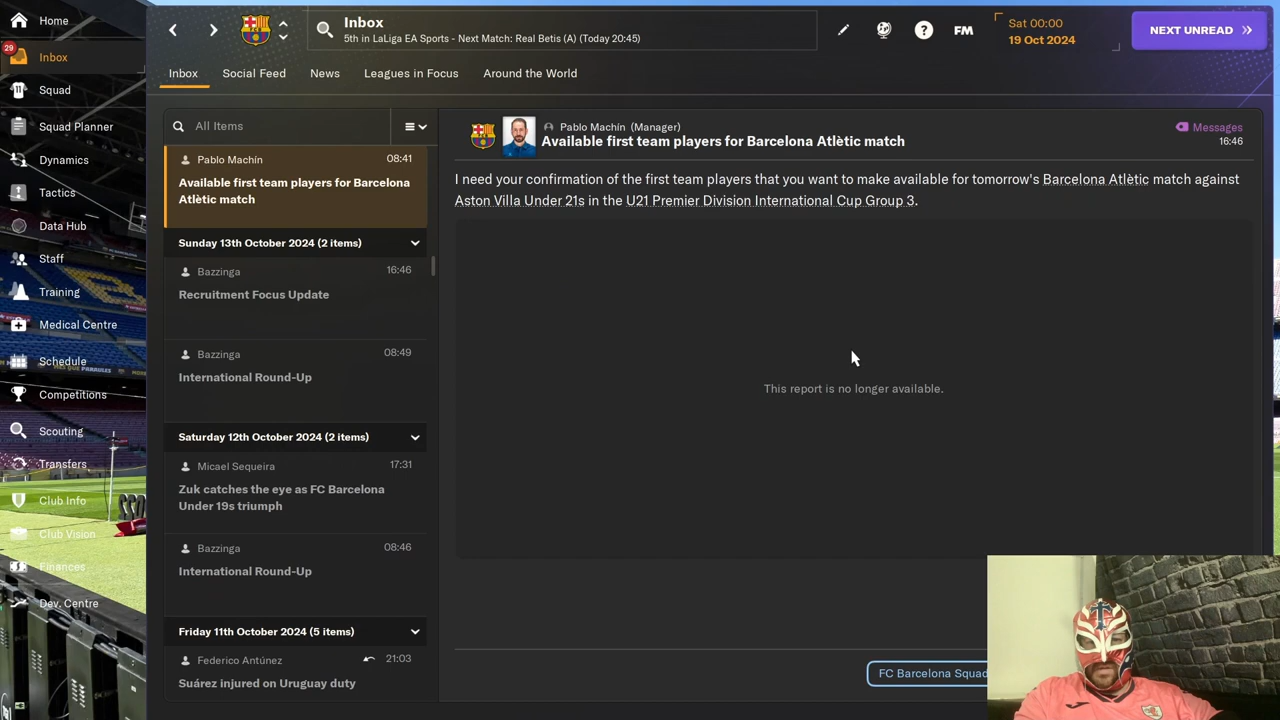 Home
29
Inbox
Squad
Squad Planner
Dynamics
Tactics
Data Hub
Staff
Training
Medical Centre
Schedule
Competitions
Scouting
Transfers
Club Info
Club Vision
Finances
Dev. Centre
Inbox
5th in LaLiga EA Sports - Next Match: Real Betis (A) (Today 20:45)
?
FM
Sat 00:00
19 Oct 2024
NEXT UNREAD
Inbox
Social Feed
News
Leagues in Focus
Around the World
All Items
Pablo Machín
08:41
Available first team players for Barcelona
Atlètic match
Sunday 13th October 2024 (2 items)
Bazzinga
16:46
Recruitment Focus Update
Bazzinga
08:49
International Round-Up
Saturday 12th October 2024 (2 items)
Micael Sequeira
17:31
Zuk catches the eye as FC Barcelona
Under 19s triumph
Bazzinga
08:46
International Round-Up
Friday 11th October 2024 (5 items)
Federico Antúnez
21:03
Suárez injured on Uruguay duty
Pablo Machín (Manager)
Available first team players for Barcelona Atlètic match
Messages
16:46
I need your confirmation of the first team players that you want to make available for tomorrow's Barcelona Atlètic match against
Aston Villa Under 21s in the U21 Premier Division International Cup Group 3.
This report is no longer available.
FC Barcelona Squad